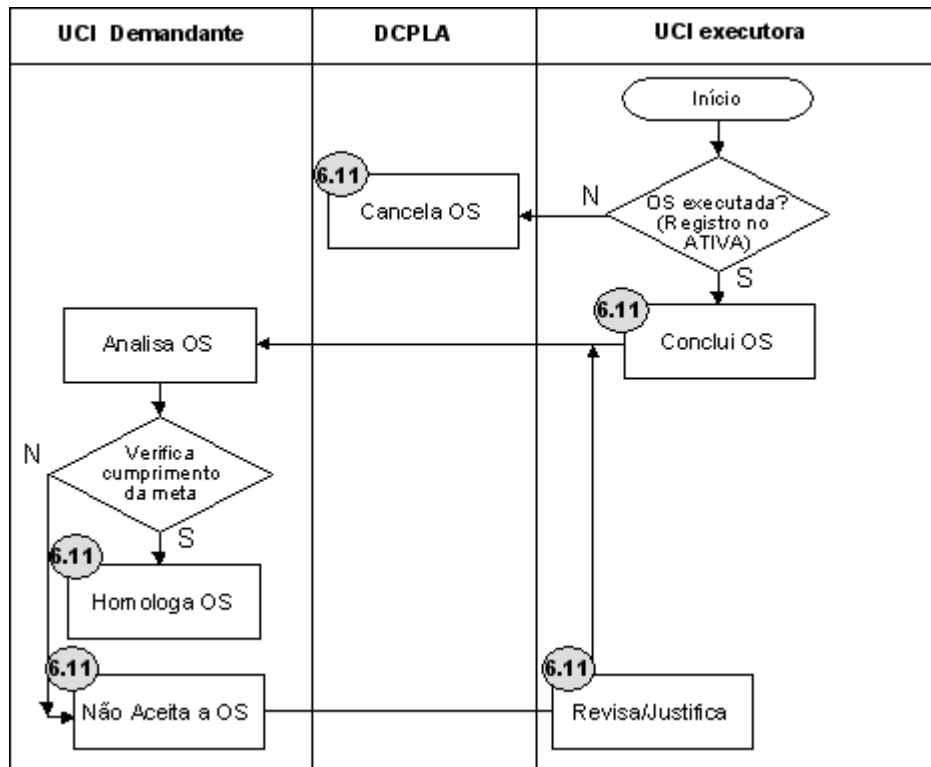 UCI Demandante
DCPLA
UCI executora
Início
6.11
Cancela OS
N
OS executada?
(Registro no
ATIVA)
S
6.11
Conclui OS
Analisa OS
N
Verifica
cumprimento
da meta
S
6.11
Homologa OS
6.11
Não Aceita a OS
6.11
Revisa/Justifica